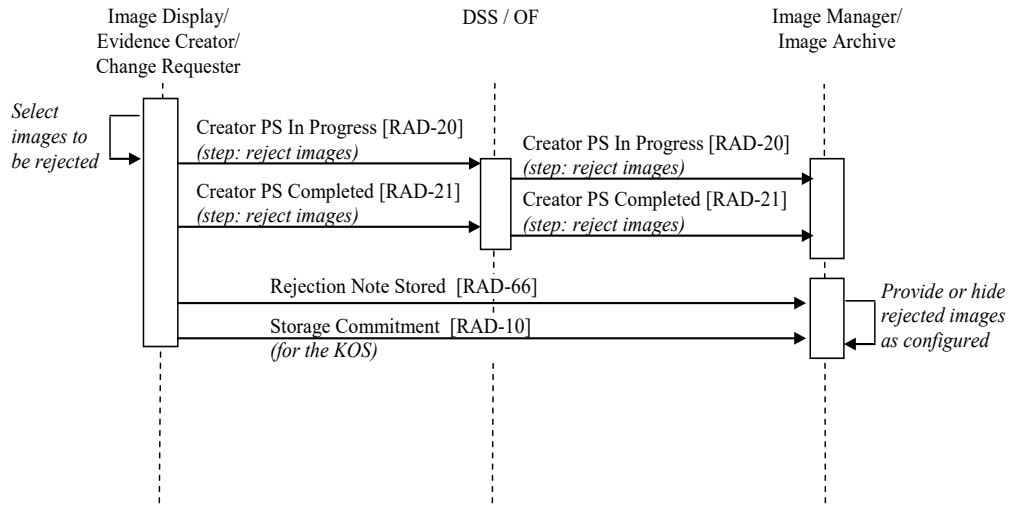 Image Display/
Evidence Creator/
Change Requester
DSS / OF
Image Manager/
Image Archive
Select
images to
be rejected
Creator PS In Progress [RAD-20]
(step: reject images)
Creator PS In Progress [RAD-20]
(step: reject images)
Creator PS Completed [RAD-21]
(step: reject images)
Creator PS Completed [RAD-21]
(step: reject images)
Rejection Note Stored [RAD-66]
Provide or hide
rejected images
as configured
Storage Commitment [RAD-10]
(for the KOS)